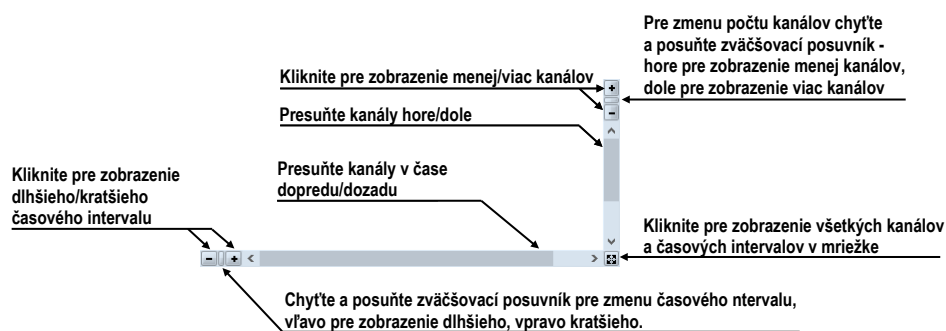 Pre zmenu počtu kanálov chyťte
a posuňte zväčšovací posuvník -
hore pre zobrazenie menej kanálov,
dole pre zobrazenie viac kanálov
Kliknite pre zobrazenie menej/viac kanálov
Presuňte kanály hore/dole
Presuňte kanály v čase
dopredu/dozadu
Kliknite pre zobrazenie
dlhšieho/kratšieho
časového intervalu
Kliknite pre zobrazenie všetkých kanálov
a časových intervalov v mriežke
Chyťte a posuňte zväčšovací posuvník pre zmenu časového ntervalu,
vľavo pre zobrazenie dlhšieho, vpravo kratšieho.